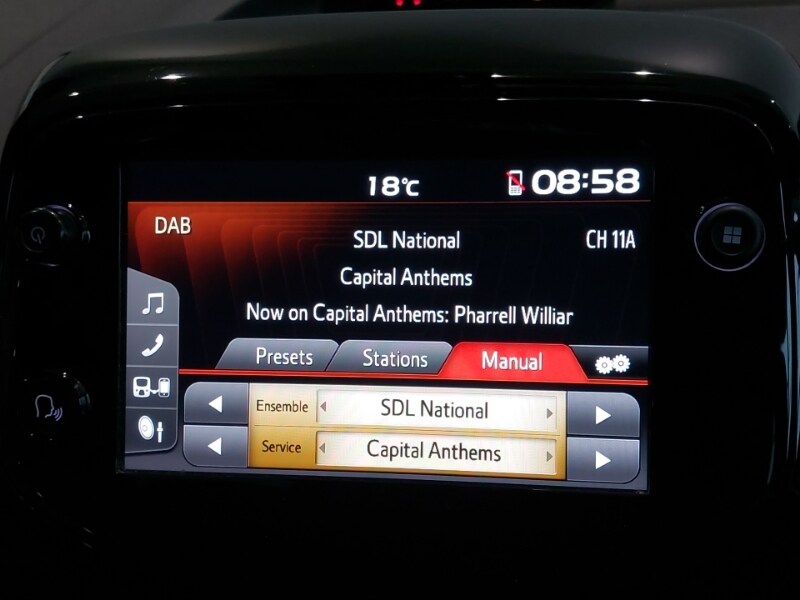 18°C 08:58
DAB
SDL National CH 11A
Capital Anthems
Now on Capital Anthems: Pharrell Williar
Presets Stations Manual
Ensemble SDL National
Service Capital Anthems